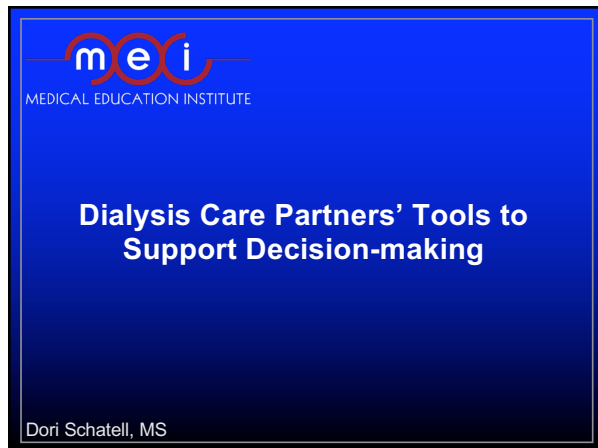 mei
MEDICAL EDUCATION INSTITUTE
Dialysis Care Partners' Tools to
Support Decision-making
Dori Schatell, MS